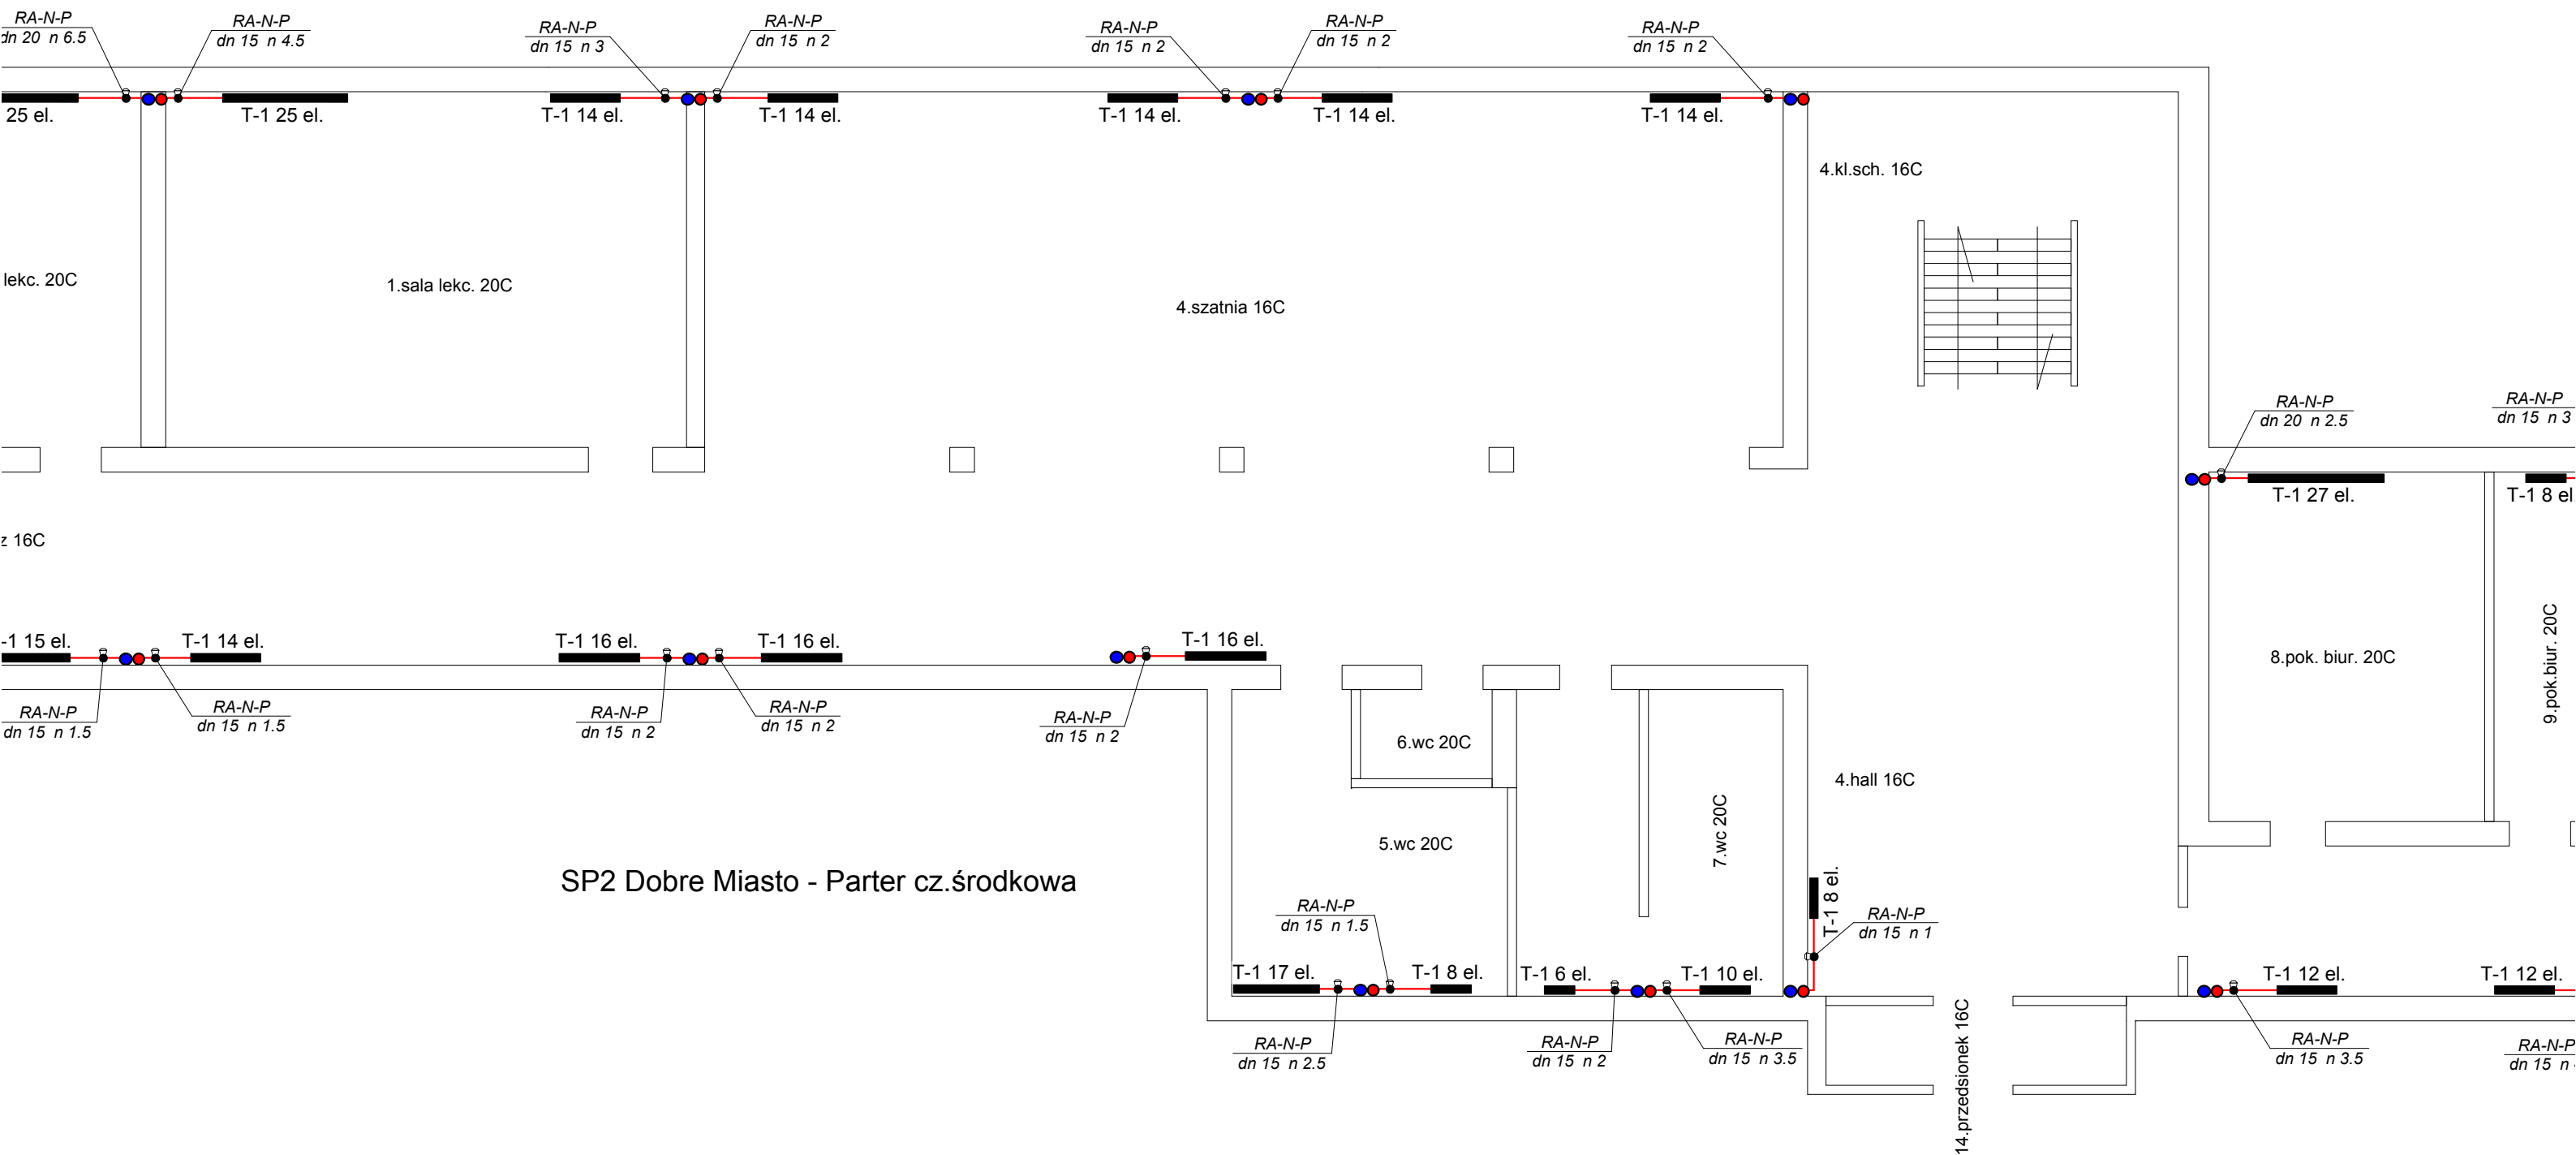 RA-N-P
dn 20 n 6.5
RA-N-P
dn 15 n 4.5
RA-N-P
dn 15 n 3
RA-N-P
dn 15 n 2
RA-N-P
dn 15 n 2
RA-N-P
dn 15 n 2
RA-N-P
dn 15 n 2
25 el.
T-1 25 el.
T-1 14 el.
T-1 14 el.
T-1 14 el.
T-1 14 el.
T-1 14 el.
4.kl.sch. 16C
lekc. 20C
1.sala lekc. 20C
4.szatnia 16C
RA-N-P
dn 20 n 2.5
RA-N-P
dn 15 n 3
T-1 27 el.
T-1 8 el
z 16C
-1 15 el.
T-1 14 el.
T-1 16 el.
T-1 16 el.
T-1 16 el.
8.pok. biur. 20C
9.pok.biur. 20C
RA-N-P
dn 15 n 1.5
RA-N-P
dn 15 n 1.5
RA-N-P
dn 15 n 2
RA-N-P
dn 15 n 2
RA-N-P
dn 15 n 2
6.wc 20C
4.hall 16C
5.wc 20C
7.wc 20C
SP2 Dobre Miasto - Parter cz.środkowa
RA-N-P
dn 15 n 1.5
T-1 8 el.
RA-N-P
dn 15 n 1
T-1 17 el.
T-1 8 el.
T-1 6 el.
T-1 10 el.
T-1 12 el.
T-1 12 el.
RA-N-P
dn 15 n 2.5
RA-N-P
dn 15 n 2
RA-N-P
dn 15 n 3.5
14.przedsionek 16C
RA-N-P
dn 15 n 3.5
RA-N-P
dn 15 n